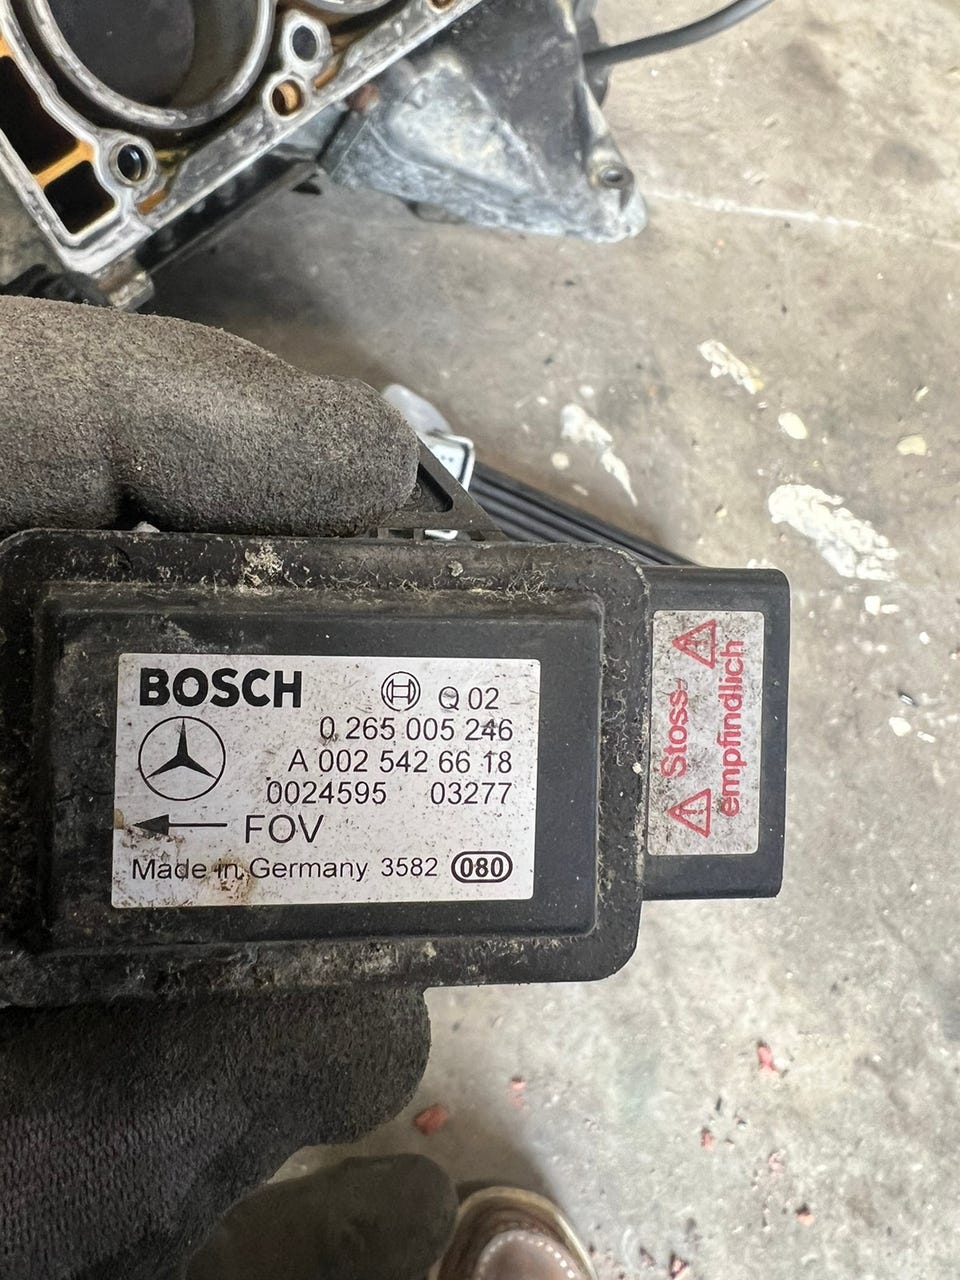 BOSCH Q 02
0 265 005 246
A 002 542 66 18
0024595 03277
FOV
Made in Germany 3582 080
Stoss-
empfindlich